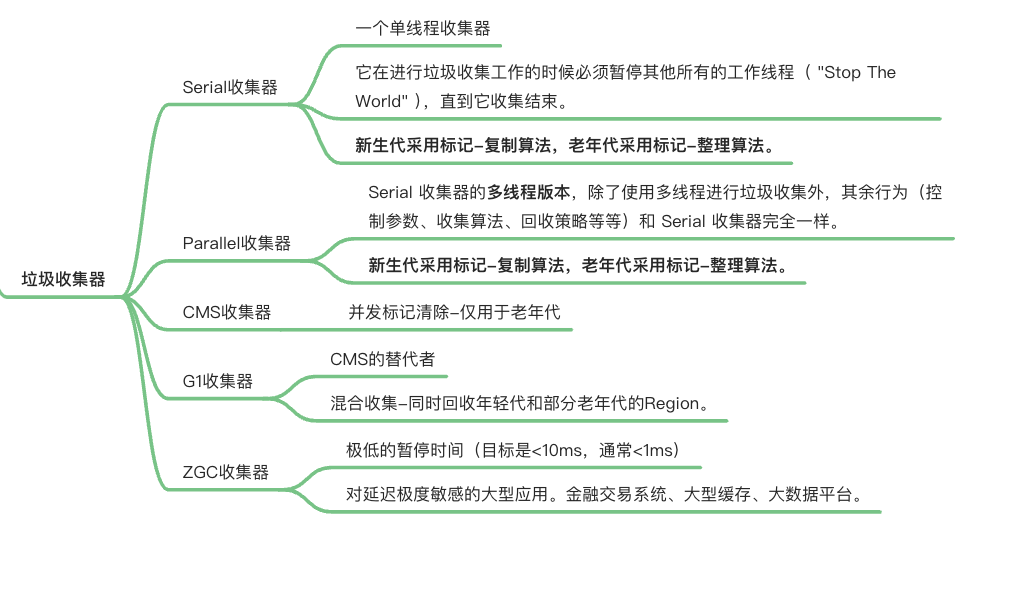 垃圾收集器
Serial收集器
一个单线程收集器
它在进行垃圾收集工作的时候必须暂停其他所有的工作线程（ "Stop The
World" ），直到它收集结束。
新生代采用标记-复制算法，老年代采用标记-整理算法。
Parallel收集器
Serial 收集器的多线程版本，除了使用多线程进行垃圾收集外，其余行为（控
制参数、收集算法、回收策略等等）和 Serial 收集器完全一样。
新生代采用标记-复制算法，老年代采用标记-整理算法。
CMS收集器
并发标记清除-仅用于老年代
G1收集器
CMS的替代者
混合收集-同时回收年轻代和部分老年代的Region。
ZGC收集器
极低的暂停时间（目标是<10ms，通常<1ms）
对延迟极度敏感的大型应用。金融交易系统、大型缓存、大数据平台。